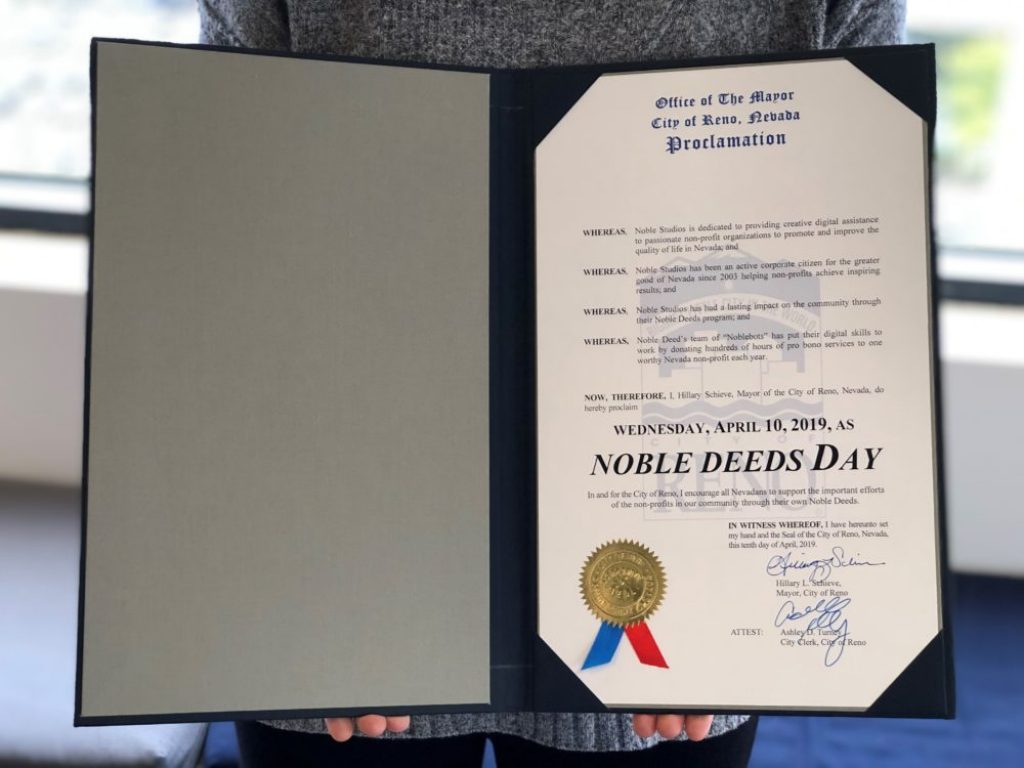 Office of The Mayor
City of Reno, Nevada
Proclamation
WHEREAS, Noble Studios is dedicated to providing creative digital assistance
to passionate non-profit organizations to promote and improve the
quality of life in Nevada; and
WHEREAS, Noble Studios has been an active corporate citizen for the greater
good of Nevada since 2003 helping non-profits achieve inspiring
results; and
WHEREAS, Noble Studios has had a lasting impact on the community through
their Noble Deeds program; and
WHEREAS, Noble Deed's team of "Noblebots" has put their digital skills to
work by donating hundreds of hours of pro bono services to one
worthy Nevada non-profit each year.
NOW, THEREFORE, I, Hillary Schieve, Mayor of the City of Reno, Nevada, do
hereby proclaim
WEDNESDAY, APRIL 10, 2019, AS
CITY OF
NOBLE DEEDS DAY
RENO
In and for the City of Reno, I encourage all Nevadans to support the important efforts
of the non-profits in our community through their own Noble Deeds.
IN WITNESS WHEREOF, I have hereunto set
my hand and the Seal of the City of Reno, Nevada,
this tenth day of April, 2019.
Hillary L. Schieve,
Mayor, City of Reno
ATTEST: Ashley D. Turney
City Clerk, City of Reno